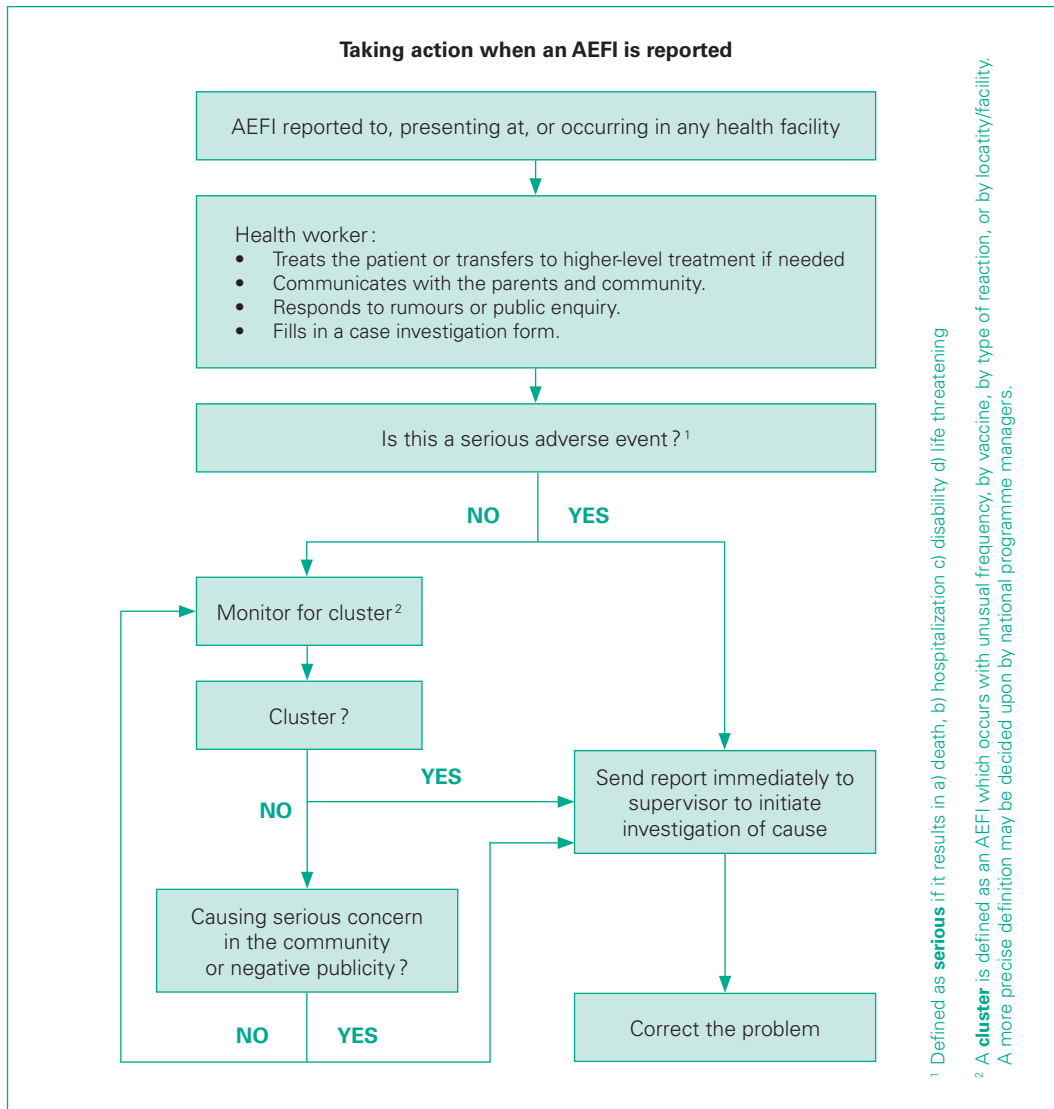 Taking action when an AEFI is reported
AEFI reported to, presenting at, or occurring in any health facility
Health worker:
• Treats the patient or transfers to higher-level treatment if needed
• Communicates with the parents and community.
• Responds to rumours or public enquiry.
• Fills in a case investigation form.
Is this a serious adverse event? 1
NO YES
Monitor for cluster 2
Cluster?
YES
NO
Send report immediately to
supervisor to initiate
investigation of cause
Causing serious concern
in the community
or negative publicity?
NO YES
Correct the problem
1 Defined as serious if it results in a) death, b) hospitalization c) disability d) life threatening
2 A cluster is defined as an AEFI which occurs with unusual frequency, by vaccine, by type of reaction, or by locatity/facility.
A more precise definition may be decided upon by national programme managers.